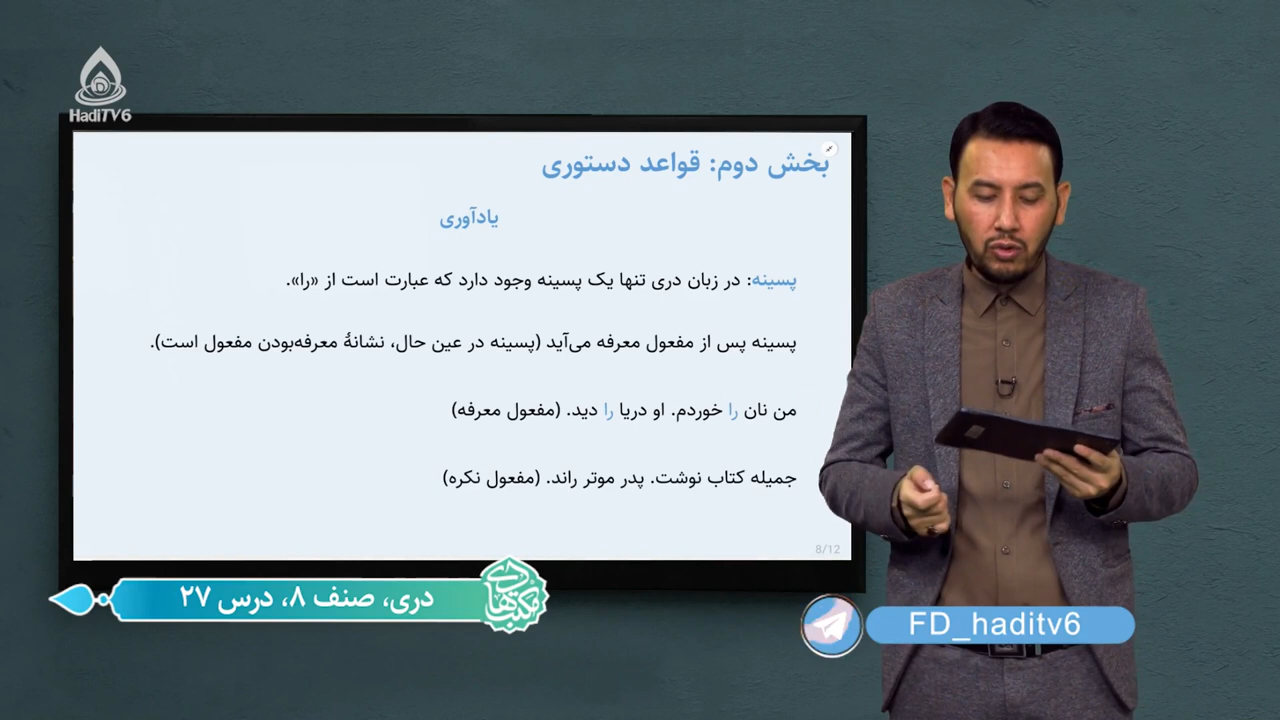 HadiTV6
بخش دوم: قواعد دستوری
یادآوری
پسینه: در زبان دری تنها یک پسینه وجود دارد که عبارت است از «را».
پسینه پس از مفعول معرفه می‌آید (پسینه در عین حال، نشانهٔ معرفه‌بودن مفعول است).
من نان را خوردم. او دریا را دید. (مفعول معرفه)
جمیله کتاب نوشت. پدر موتر راند. (مفعول نکره)
8/12
دری، صنف ۸، درس ۲۷
مکتب هادی
FD_haditv6